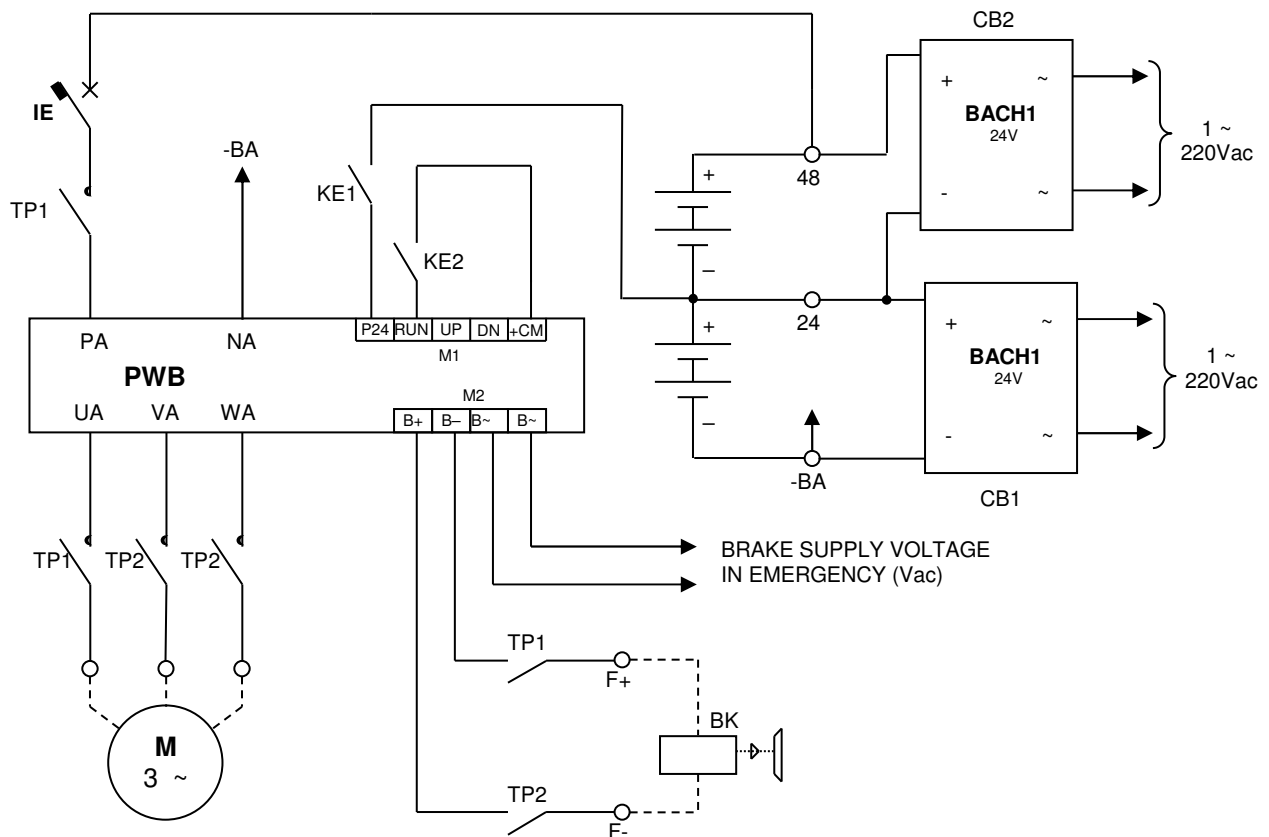 CB2
IE
-BA
+ ~
BACH1
24V
- ~
1 ~
220Vac
48
TP1
KE1
KE2
+
–
24
P24 RUN UP DN +CM
M1
PA NA
PWB
M2
UA VA WA
B+ B– B~ B~
+
–
-BA
+ ~
BACH1
24V
- ~
1 ~
220Vac
CB1
TP1 TP2 TP2
BRAKE SUPPLY VOLTAGE
IN EMERGENCY (Vac)
TP1
F+
BK
M
3 ~
TP2
F-